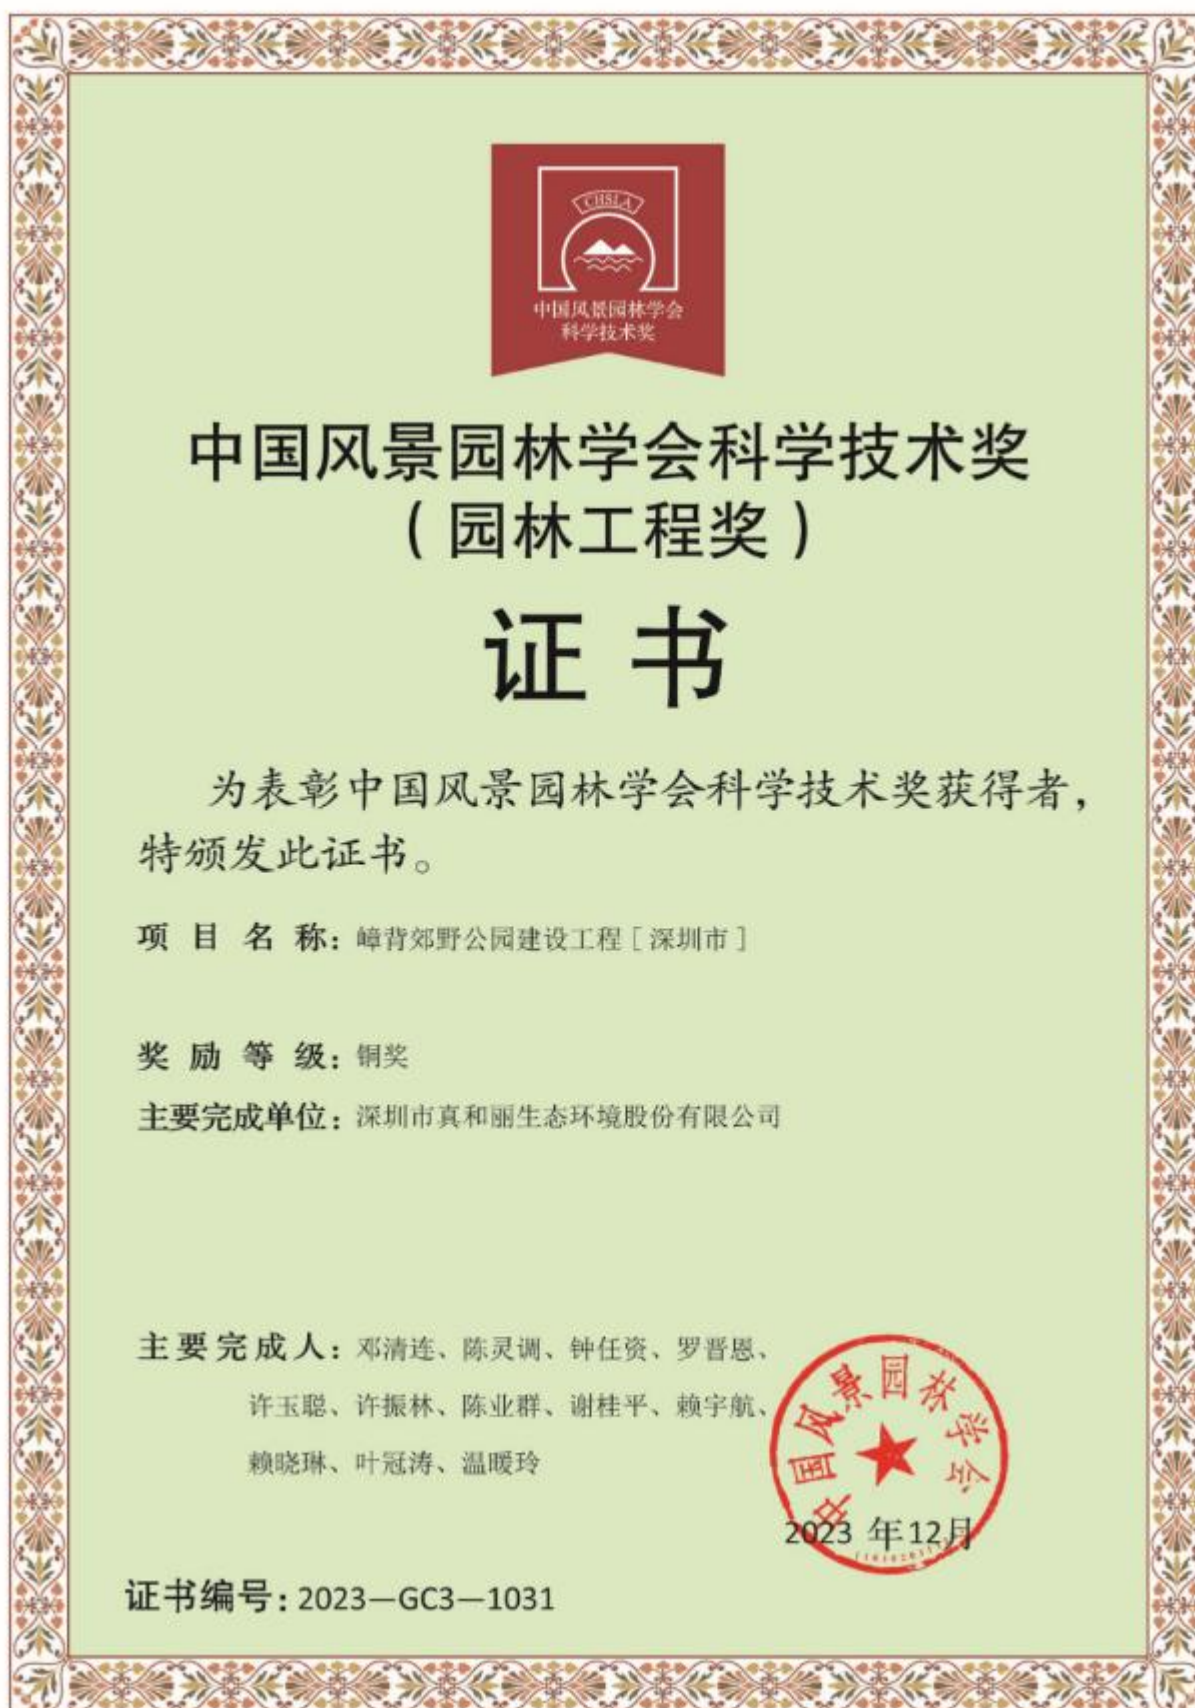 CHSLA
中国风景园林学会
科学技术奖
中国风景园林学会科学技术奖
（园林工程奖）
证书
为表彰中国风景园林学会科学技术奖获得者，
特颁发此证书。
项目名称：嶂背郊野公园建设工程［深圳市］
奖励等级：铜奖
主要完成单位：深圳市真和丽生态环境股份有限公司
主要完成人：邓清连、陈灵调、钟任资、罗晋恩、
许玉聪、许振林、陈业群、谢桂平、赖宇航、
赖晓琳、叶冠涛、温暖玲
中国风景园林学会
2023 年12月
证书编号：2023—GC3—1031